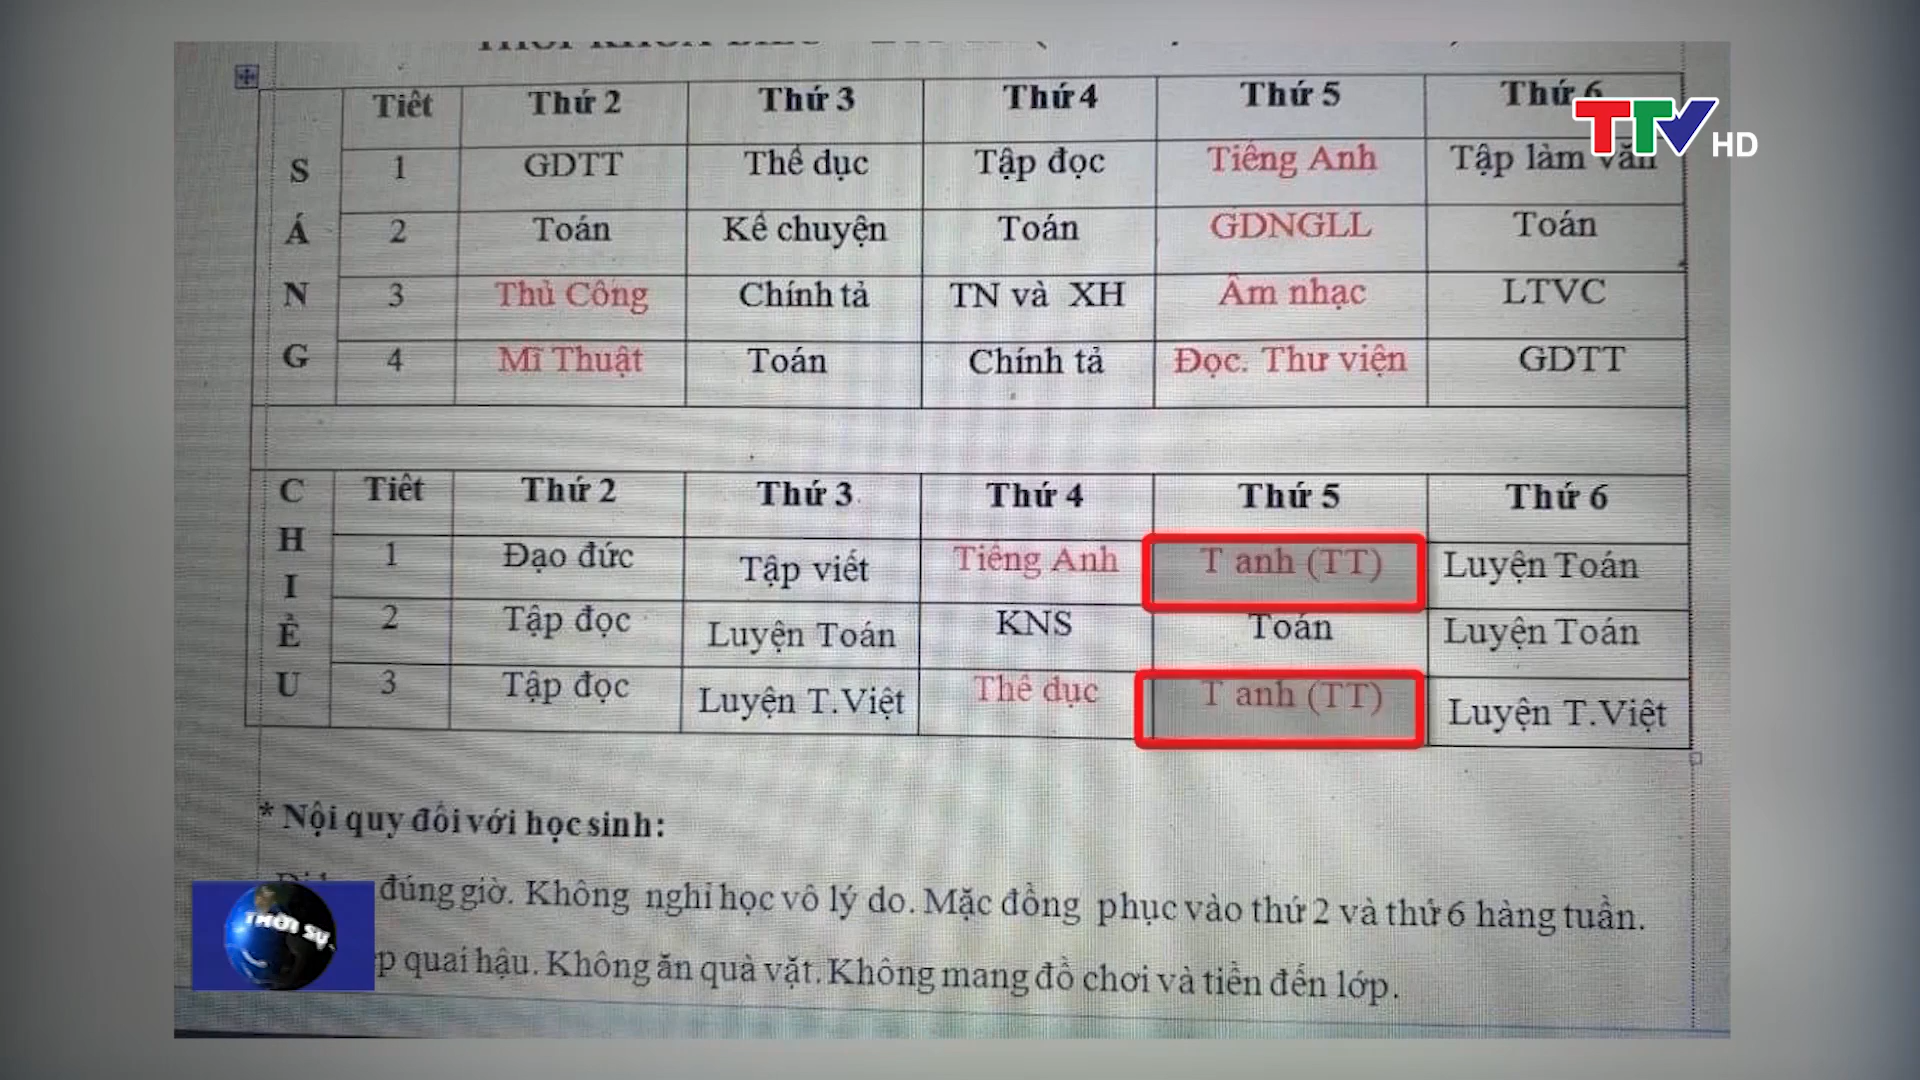 TTV HD
Tiết Thứ 2 Thứ 3 Thứ 4 Thứ 5 Thứ 6
SÁNG
1 GDTT Thể dục Tập đọc Tiếng Anh Tập làm văn
2 Toán Kể chuyện Toán GDNGLL Toán
3 Thủ Công Chính tả TN và XH Âm nhạc LTVC
4 Mĩ Thuật Toán Chính tả Đọc. Thư viện GDTT
CHIỀU
Tiết Thứ 2 Thứ 3 Thứ 4 Thứ 5 Thứ 6
1 Đạo đức Tập viết Tiếng Anh T anh (TT) Luyện Toán
2 Tập đọc Luyện Toán KNS Toán Luyện Toán
3 Tập đọc Luyện T.Việt Thể dục T anh (TT) Luyện T.Việt
* Nội quy đối với học sinh:
đúng giờ. Không nghỉ học vô lý do. Mặc đồng phục vào thứ 2 và thứ 6 hàng tuần.
quai hậu. Không ăn quà vặt. Không mang đồ chơi và tiền đến lớp.
THỜI SỰ